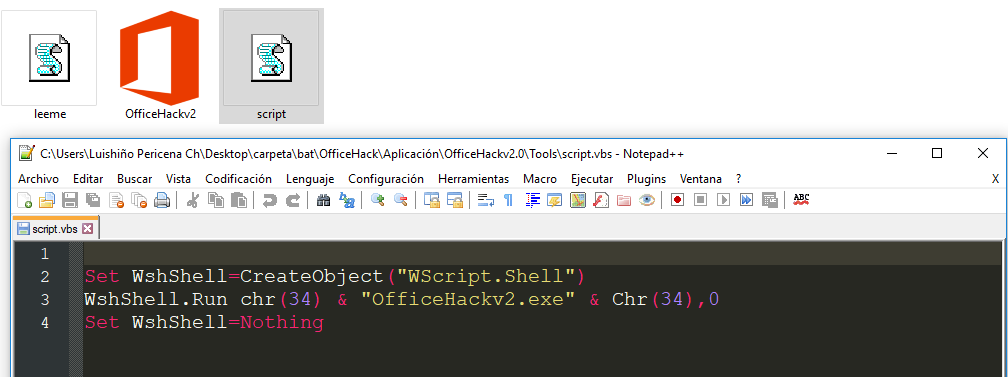 leeme OfficeHackv2 script
C:\Users\Luishiño Pericena Ch\Desktop\carpeta\bat\OfficeHack\Aplicación\OfficeHackv2.0\Tools\script.vbs - Notepad++
Archivo Editar Buscar Vista Codificación Lenguaje Configuración Herramientas Macro Ejecutar Plugins Ventana ? X
ABC
script.vbs
1
2 Set WshShell=CreateObject("WScript.Shell")
3 WshShell.Run chr(34) & "OfficeHackv2.exe" & Chr(34),0
4 Set WshShell=Nothing